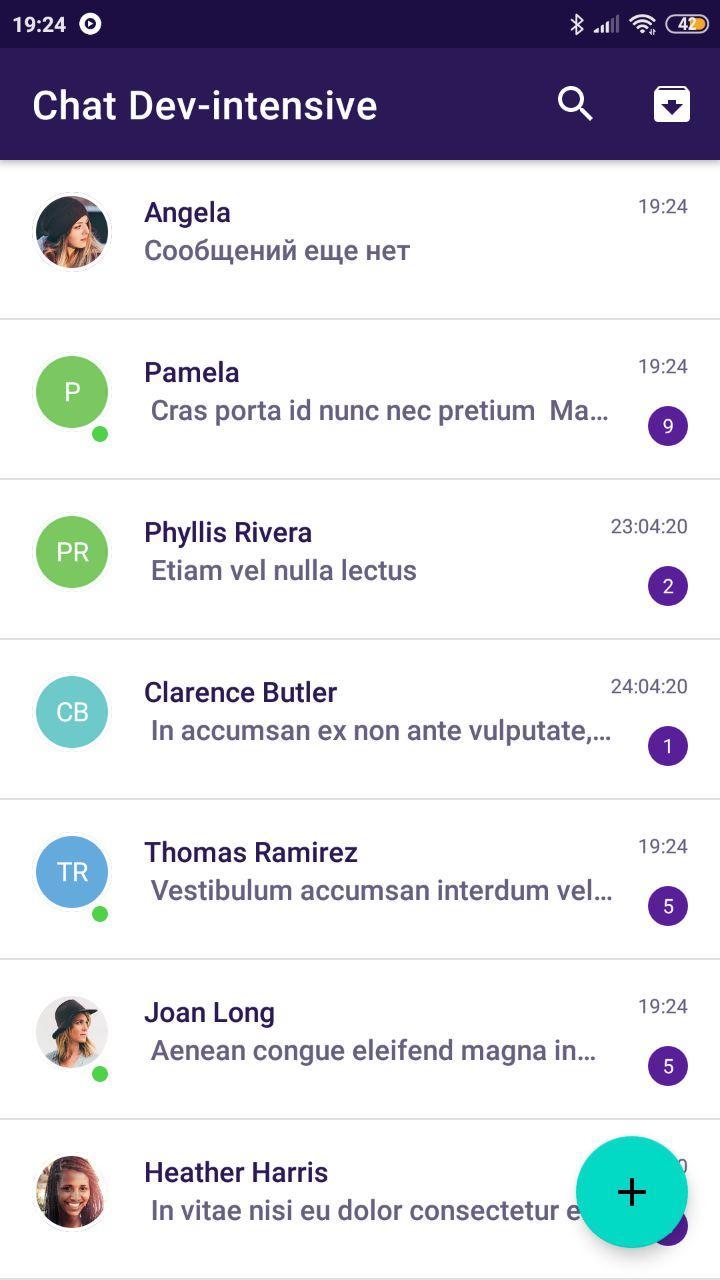 19:24
42
Chat Dev-intensive
Angela
19:24
Сообщений еще нет
P
Pamela
19:24
Cras porta id nunc nec pretium Ma...
9
PR
Phyllis Rivera
23:04:20
Etiam vel nulla lectus
2
CB
Clarence Butler
24:04:20
In accumsan ex non ante vulputate,...
1
TR
Thomas Ramirez
19:24
Vestibulum accumsan interdum vel...
5
Joan Long
19:24
Aenean congue eleifend magna in...
5
Heather Harris
In vitae nisi eu dolor consectetur